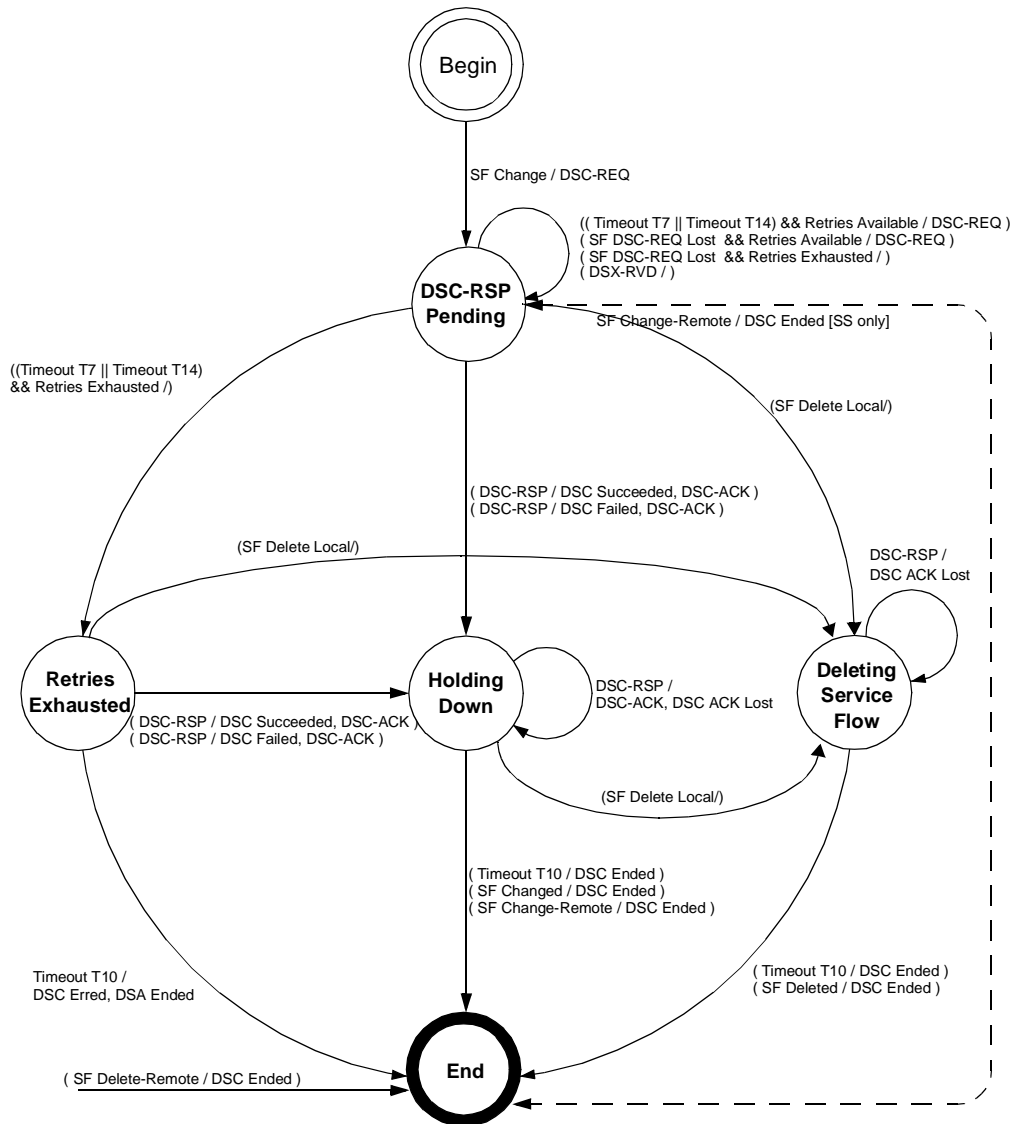 Begin
SF Change / DSC-REQ
(( Timeout T7 || Timeout T14) && Retries Available / DSC-REQ )
( SF DSC-REQ Lost && Retries Available / DSC-REQ )
( SF DSC-REQ Lost && Retries Exhausted / )
( DSX-RVD / )
DSC-RSP
Pending
SF Change-Remote / DSC Ended [SS only]
((Timeout T7 || Timeout T14)
&& Retries Exhausted /)
(SF Delete Local/)
( DSC-RSP / DSC Succeeded, DSC-ACK )
( DSC-RSP / DSC Failed, DSC-ACK )
(SF Delete Local/)
DSC-RSP /
DSC ACK Lost
Retries
Exhausted
Holding
Down
DSC-RSP /
DSC-ACK, DSC ACK Lost
Deleting
Service
Flow
( DSC-RSP / DSC Succeeded, DSC-ACK )
( DSC-RSP / DSC Failed, DSC-ACK )
(SF Delete Local/)
( Timeout T10 / DSC Ended )
( SF Changed / DSC Ended )
( SF Change-Remote / DSC Ended )
Timeout T10 /
DSC Erred, DSA Ended
( Timeout T10 / DSC Ended )
( SF Deleted / DSC Ended )
End
( SF Delete-Remote / DSC Ended )